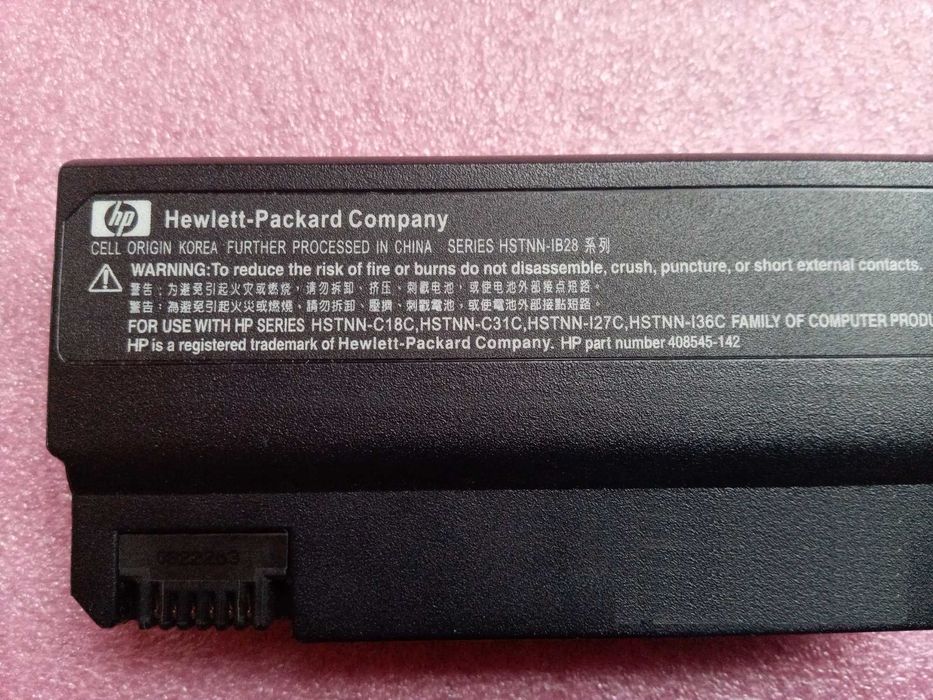 hp Hewlett-Packard Company
CELL ORIGIN KOREA FURTHER PROCESSED IN CHINA SERIES HSTNN-IB28 系列
WARNING:To reduce the risk of fire or burns do not disassemble, crush, puncture, or short external contacts.
警告：为避免引起火灾或燃烧，请勿拆卸、挤压、刺戳电池，或使电池外部接点短路。
警告：為避免引起火災或燃燒，請勿拆卸、壓擠、刺戳電池，或使電池外部接點短路。
FOR USE WITH HP SERIES HSTNN-C18C,HSTNN-C31C,HSTNN-I27C,HSTNN-I36C FAMILY OF COMPUTER PRODU
HP is a registered trademark of Hewlett-Packard Company. HP part number 408545-142